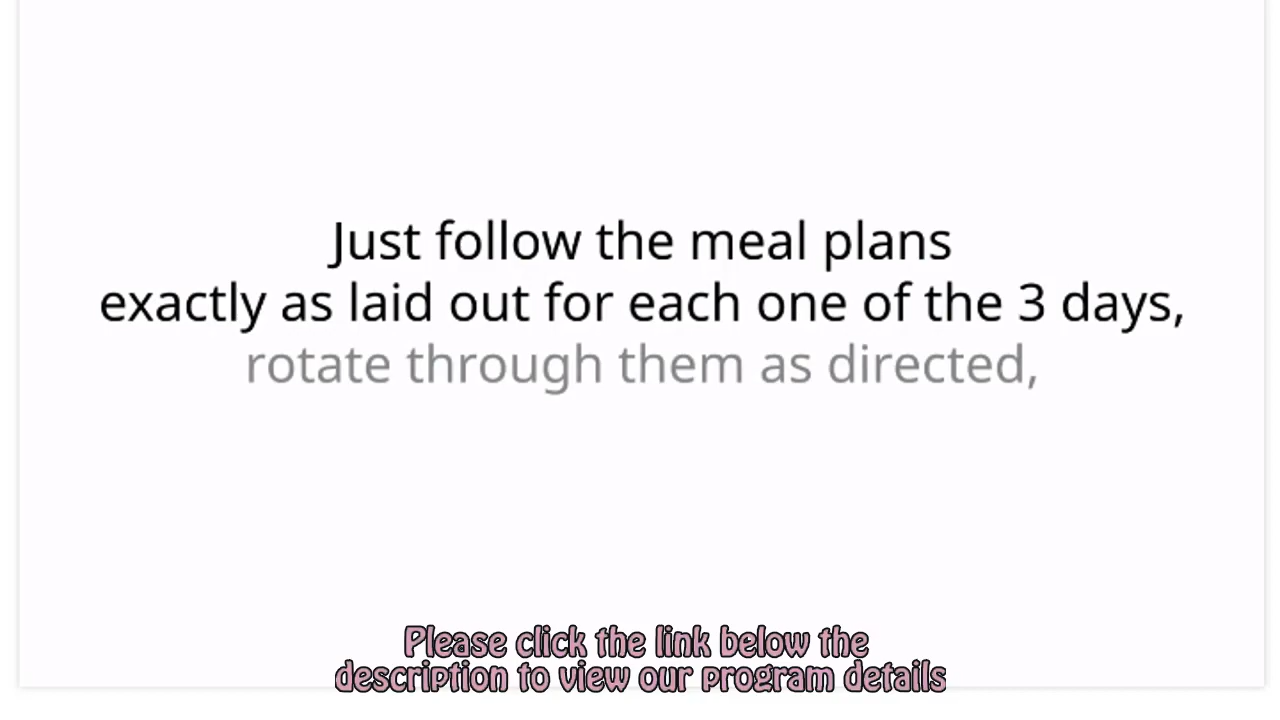 Just follow the meal plans
exactly as laid out for each one of the 3 days,
rotate through them as directed,
Please click the link below the
description to view our program details